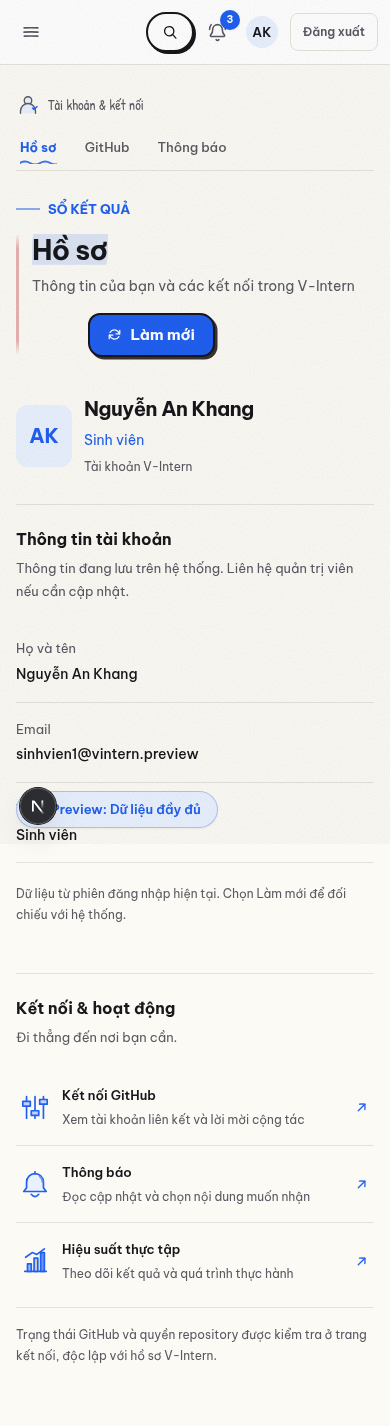 3
AK
Đăng xuất
Tài khoản & kết nối
Hồ sơ
GitHub
Thông báo
SỔ KẾT QUẢ
Hồ sơ
Thông tin của bạn và các kết nối trong V-Intern
Làm mới
AK
Nguyễn An Khang
Sinh viên
Tài khoản V-Intern
Thông tin tài khoản
Thông tin đang lưu trên hệ thống. Liên hệ quản trị viên
nếu cần cập nhật.
Họ và tên
Nguyễn An Khang
Email
sinhvien1@vintern.preview
N
Preview: Dữ liệu đầy đủ
Sinh viên
Dữ liệu từ phiên đăng nhập hiện tại. Chọn Làm mới để đối
chiếu với hệ thống.
Kết nối & hoạt động
Đi thẳng đến nơi bạn cần.
Kết nối GitHub
Xem tài khoản liên kết và lời mời cộng tác
Thông báo
Đọc cập nhật và chọn nội dung muốn nhận
Hiệu suất thực tập
Theo dõi kết quả và quá trình thực hành
Trạng thái GitHub và quyền repository được kiểm tra ở trang
kết nối, độc lập với hồ sơ V-Intern.